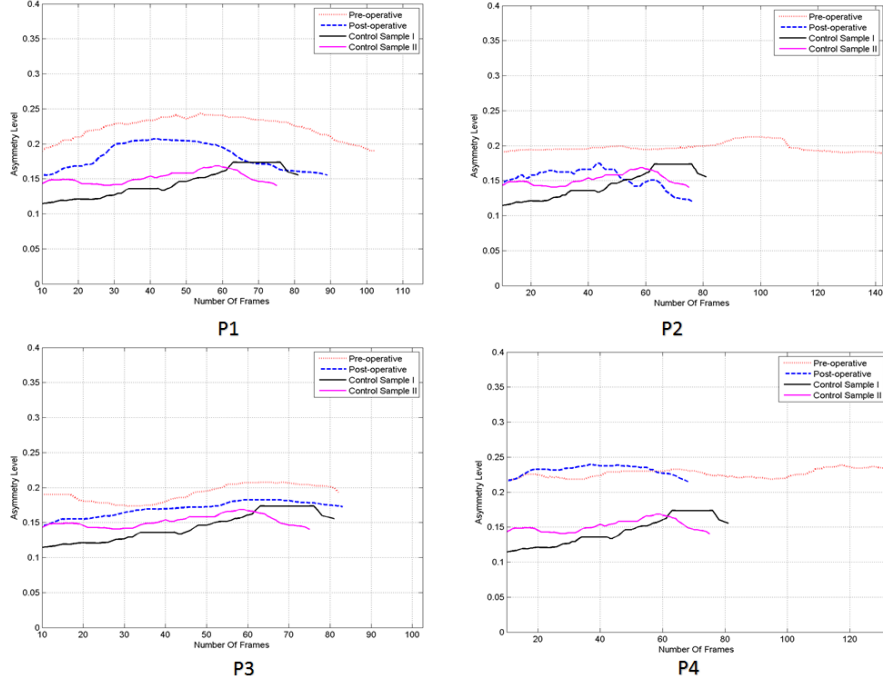 0.4
0.35
0.3
0.25
0.2
0.15
0.1
0.05
0
Asymmetry Level
Pre-operative
Post-operative
Control Sample I
Control Sample II
10 20 30 40 50 60 70 80 90 100 110
Number Of Frames
P1
0.4
0.35
0.3
0.25
0.2
0.15
0.1
0.05
0
Asymmetry Level
Pre-operative
Post-operative
Control Sample I
Control Sample II
20 40 60 80 100 120 140
Number Of Frames
P2
0.4
0.35
0.3
0.25
0.2
0.15
0.1
0.05
0
Asymmetry Level
Pre-operative
Post-operative
Control Sample I
Control Sample II
10 20 30 40 50 60 70 80 90 100
Number Of Frames
P3
0.4
0.35
0.3
0.25
0.2
0.15
0.1
0.05
0
Asymmetry Level
Pre-operative
Post-operative
Control Sample I
Control Sample II
20 40 60 80 100 120
Number Of Frames
P4